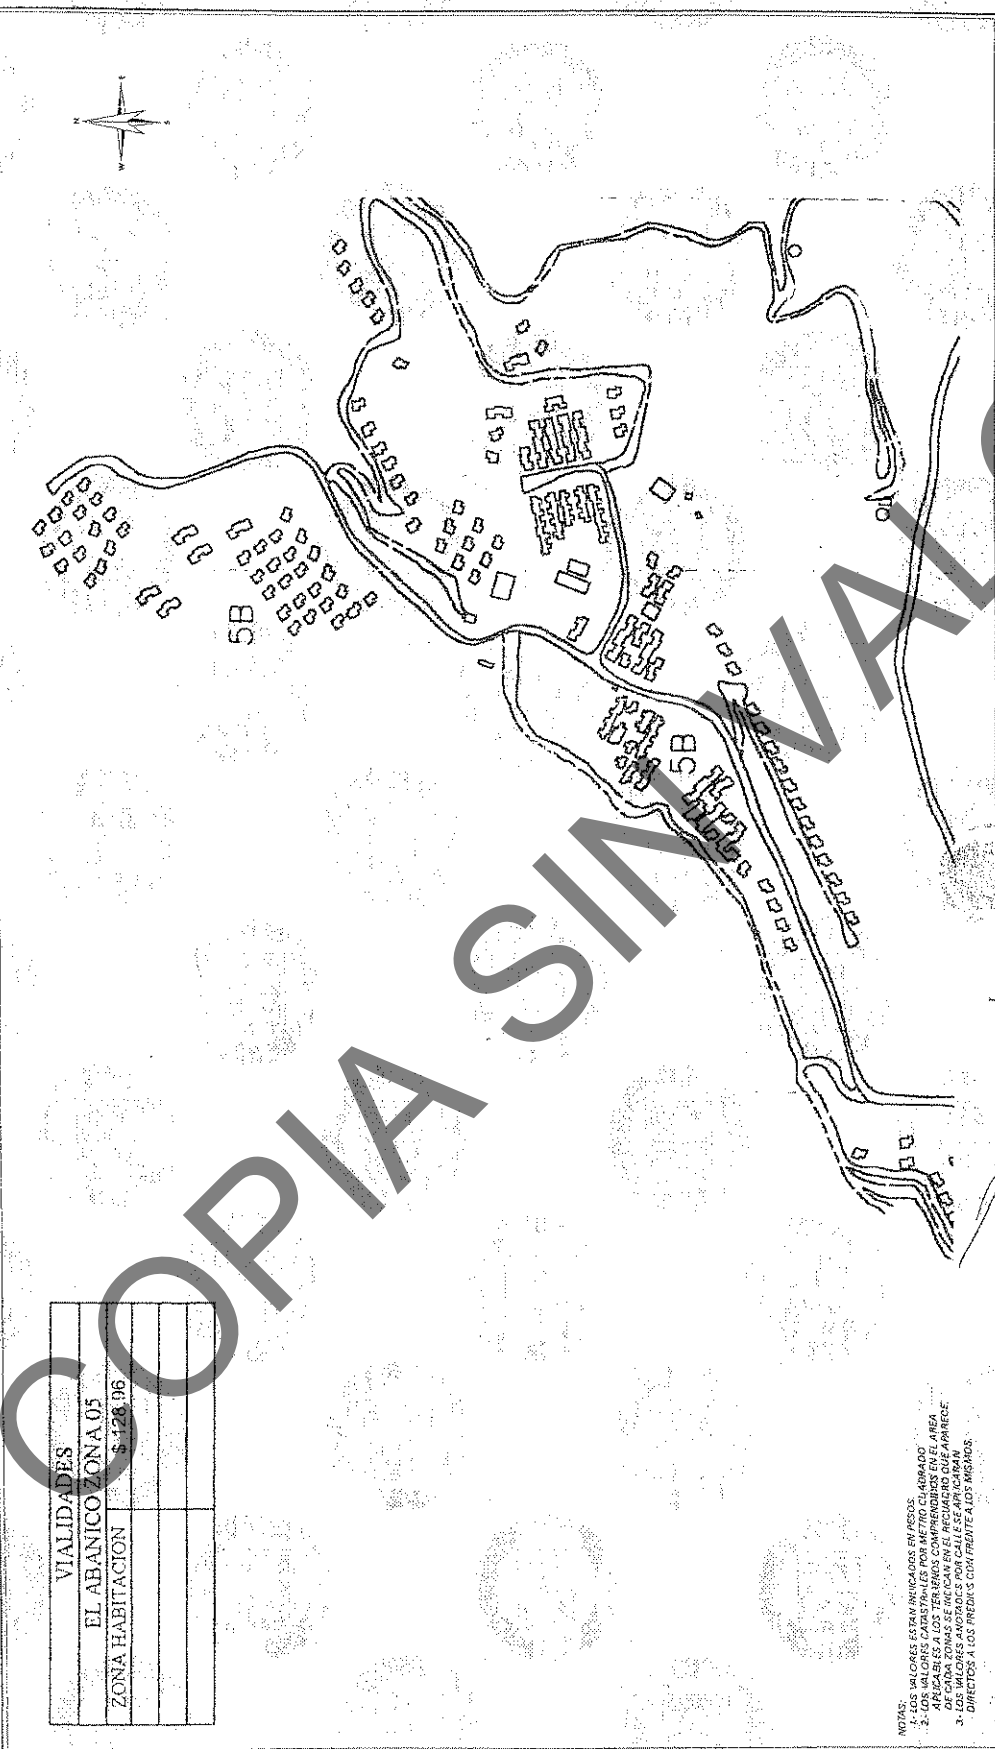 VIALIDADES
EL ABANICO ZONA 05
ZONA HABITACION $ 128.96
N
E
S
W
5B
5B
NOTAS:
1.- LOS VALORES ESTAN INDICADOS EN PESOS.
2.- LOS VALORES CATASTRALES POR METRO CUADRADO
APLICABLES A LOS TERRENOS COMPRENDIDOS EN EL AREA
DE CADA ZONAS SE INDICAN EN EL RECUADRO QUE APARECE.
3.- LOS VALORES ANOTADOS POR CALLE SE APLICARAN
DIRECTOS A LOS PREDIOS CON FRENTE A LOS MISMOS.
COPIA SIN VALO